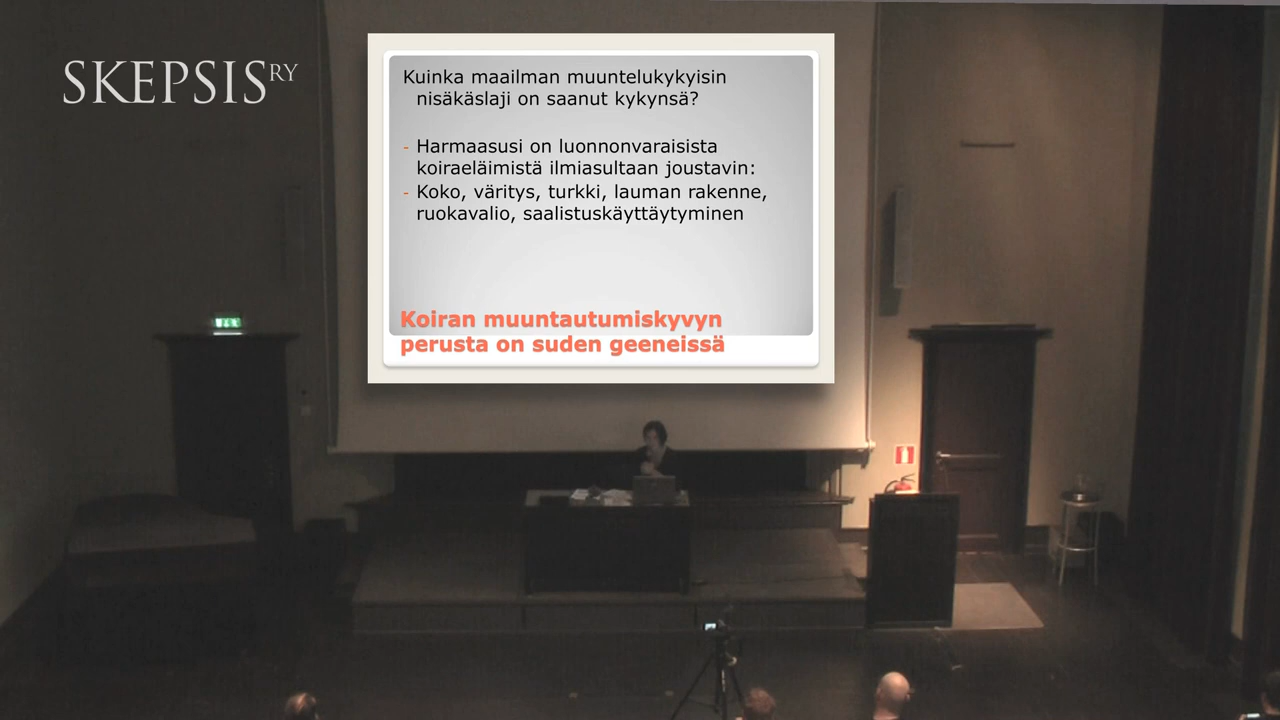 SKEPSIS RY
Kuinka maailman muuntelukykyisin
nisäkäslaji on saanut kykynsä?
- Harmaasusi on luonnonvaraisista
koiraeläimistä ilmiasultaan joustavin:
- Koko, väritys, turkki, lauman rakenne,
ruokavalio, saalistuskäyttäytyminen
Koiran muuntautumiskyvyn
perusta on suden geeneissä